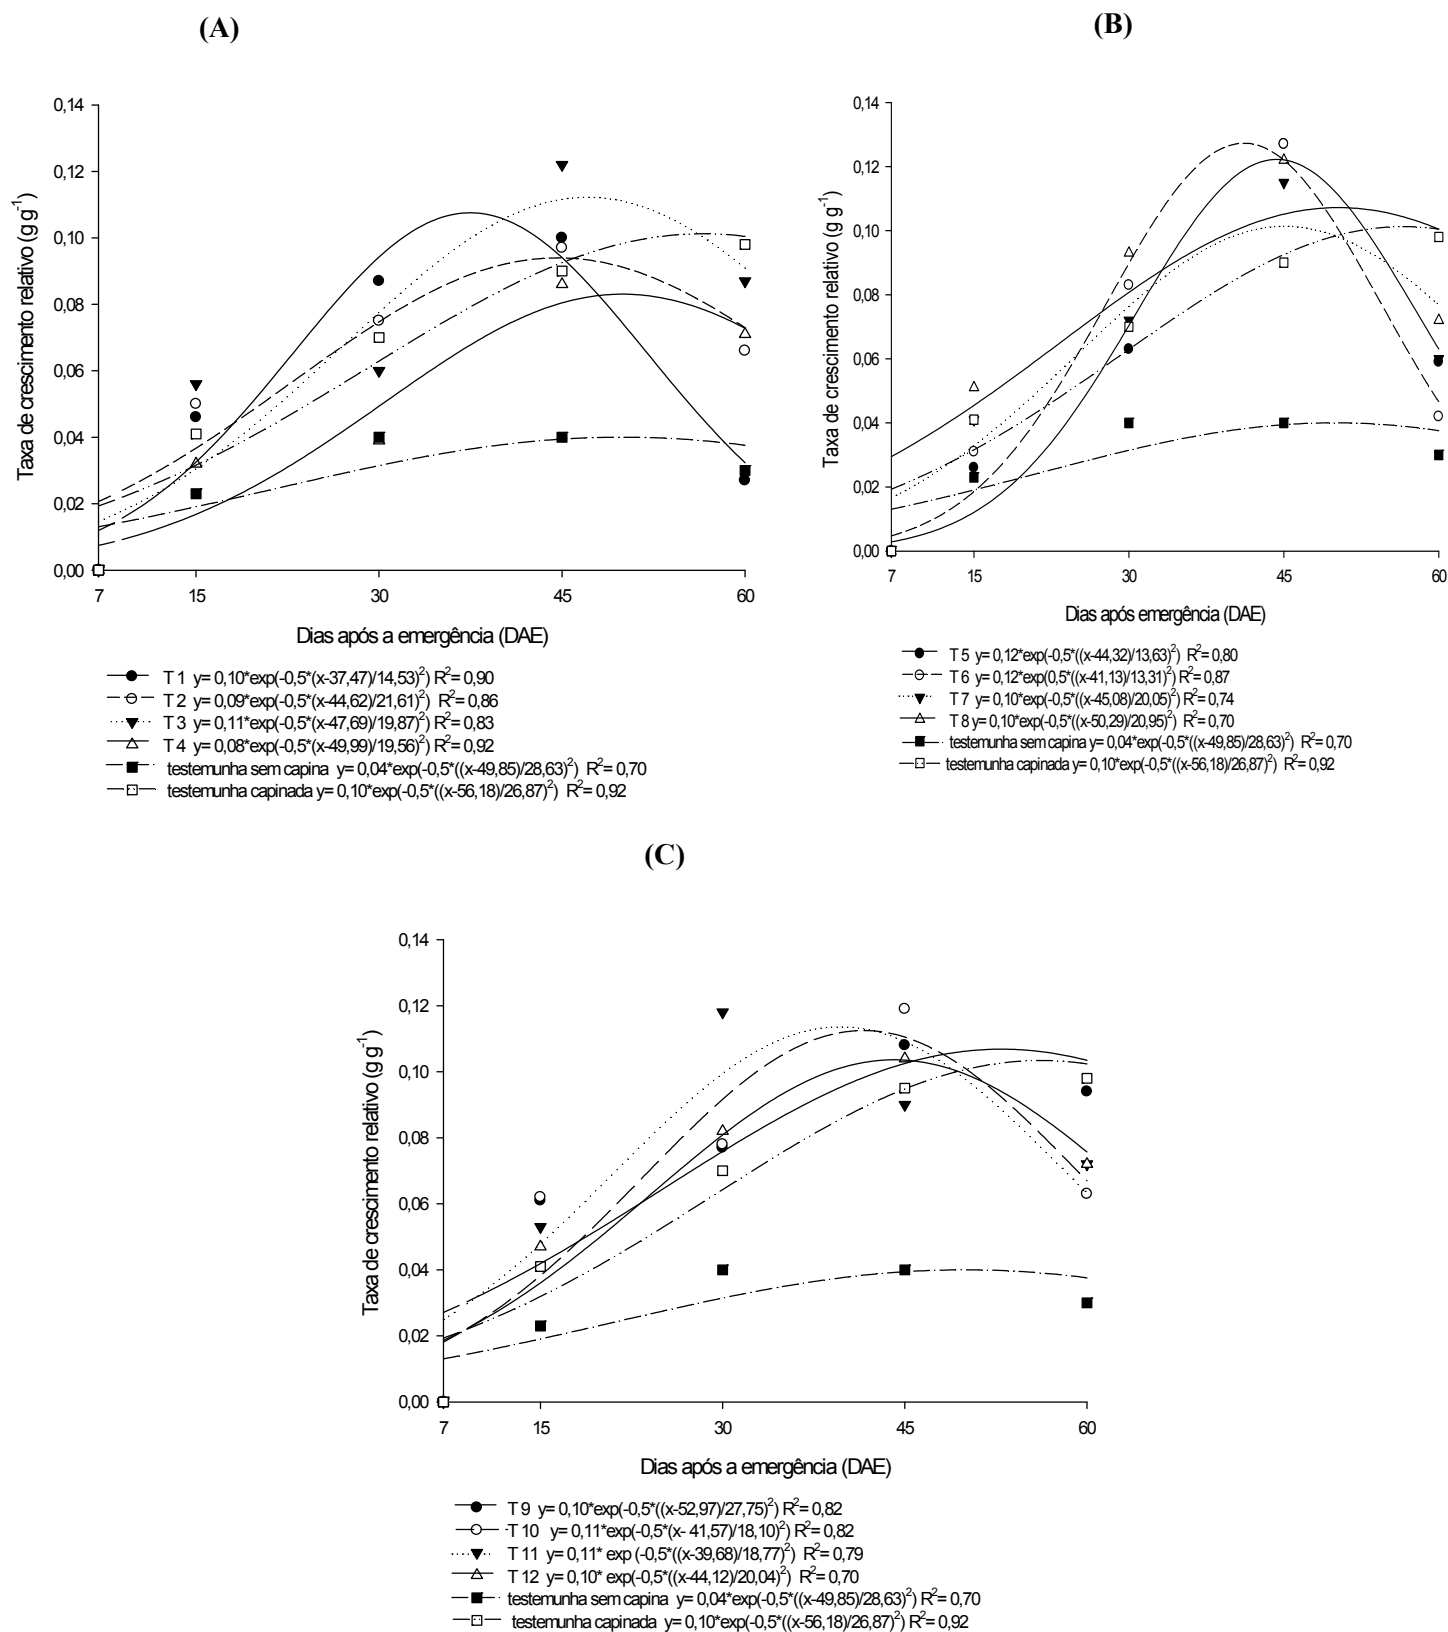 (A)
0,14
0,12
0,10
0,08
0,06
0,04
0,02
0,00
Taxa de crescimento relativo (g g⁻¹)
7 15 30 45 60
Dias após a emergência (DAE)
T 1 y= 0,10*exp(-0,5*(x-37,47)/14,53)²) R²= 0,90
T 2 y= 0,09*exp(-0,5*(x-44,62)/21,61)²) R²= 0,86
T 3 y= 0,11*exp(-0,5*(x-47,69)/19,87)²) R²= 0,83
T 4 y= 0,08*exp(-0,5*(x-49,99)/19,56)²) R²= 0,92
testemunha sem capina y= 0,04*exp(-0,5*((x-49,85)/28,63)²) R²= 0,70
testemunha capinada y= 0,10*exp(-0,5*((x-56,18)/26,87)²) R²= 0,92
(B)
0,14
0,12
0,10
0,08
0,06
0,04
0,02
0,00
Taxa de crescimento relativo (g g⁻¹)
7 15 30 45 60
Dias após emergência (DAE)
T 5 y= 0,12*exp(-0,5*((x-44,32)/13,63)²) R²= 0,80
T 6 y= 0,12*exp(0,5*((x-41,13)/13,31)²) R²= 0,87
T 7 y= 0,10*exp(-0,5*((x-45,08)/20,05)²) R²= 0,74
T 8 y= 0,10*exp(-0,5*((x-50,29)/20,95)²) R²= 0,70
testemunha sem capina y= 0,04*exp(-0,5*((x-49,85)/28,63)²) R²= 0,70
testemunha capinada y= 0,10*exp(-0,5*((x-56,18)/26,87)²) R²= 0,92
(C)
0,14
0,12
0,10
0,08
0,06
0,04
0,02
0,00
Taxa de crescimento relativo (g g⁻¹)
7 15 30 45 60
Dias após a emergência (DAE)
T 9 y= 0,10*exp(-0,5*((x-52,97)/27,75)²) R²= 0,82
T 10 y= 0,11*exp(-0,5*(x- 41,57)/18,10)²) R²= 0,82
T 11 y= 0,11* exp (-0,5*((x-39,68)/18,77)²) R²= 0,79
T 12 y= 0,10* exp(-0,5*((x-44,12)/20,04)²) R²= 0,70
testemunha sem capina y= 0,04*exp(-0,5*((x-49,85)/28,63)²) R²= 0,70
testemunha capinada y= 0,10*exp(-0,5*((x-56,18)/26,87)²) R²= 0,92